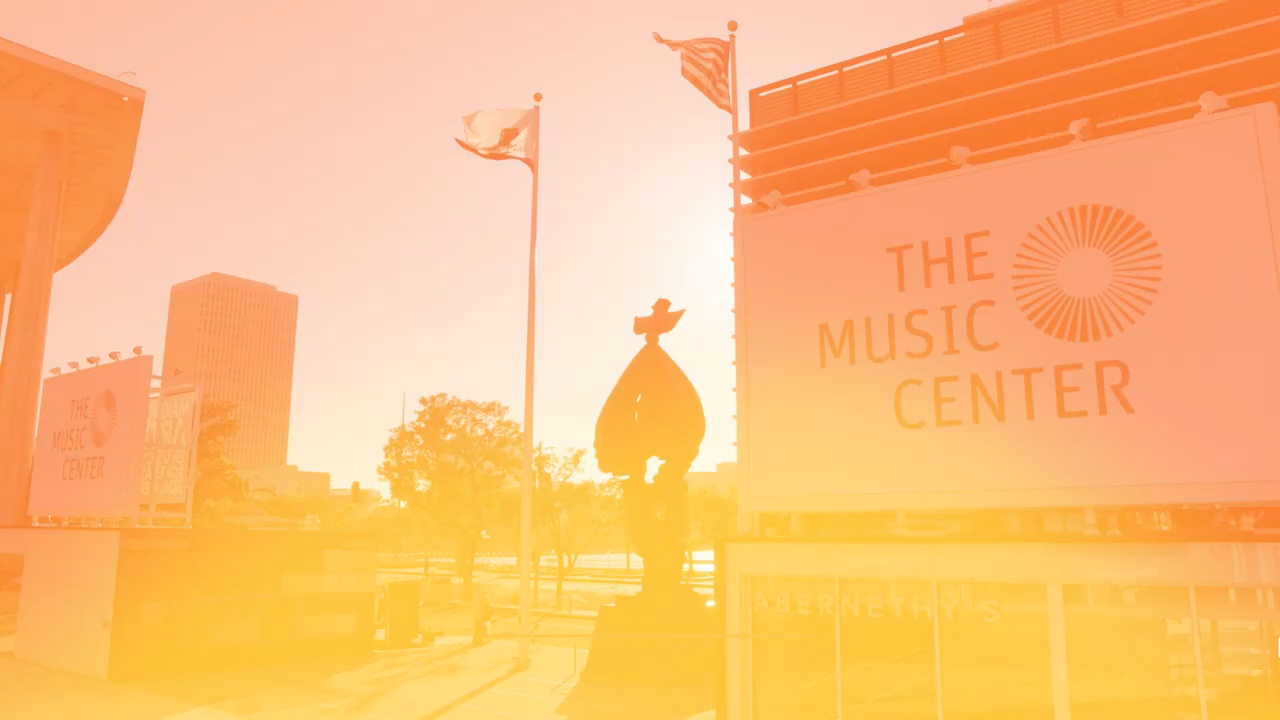 THE
MUSIC
CENTER
THE
MUSIC
CENTER
ABERNETHY'S